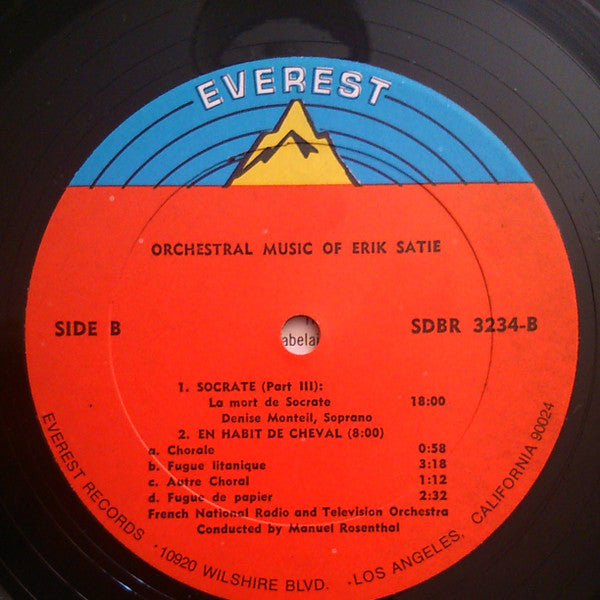 EVEREST
ORCHESTRAL MUSIC OF ERIK SATIE
SIDE B
SDBR 3234-B
abelai
1. SOCRATE (Part III):
La mort de Socrate 18:00
Denise Monteil, Soprano
2. EN HABIT DE CHEVAL (8:00)
a. Chorale 0:58
b. Fugue litanique 3:18
c. Autre Choral 1:12
d. Fugue de papier 2:32
French National Radio and Television Orchestra
Conducted by Manuel Rosenthal
EVEREST RECORDS · 10920 WILSHIRE BLVD. · LOS ANGELES, CALIFORNIA 90024